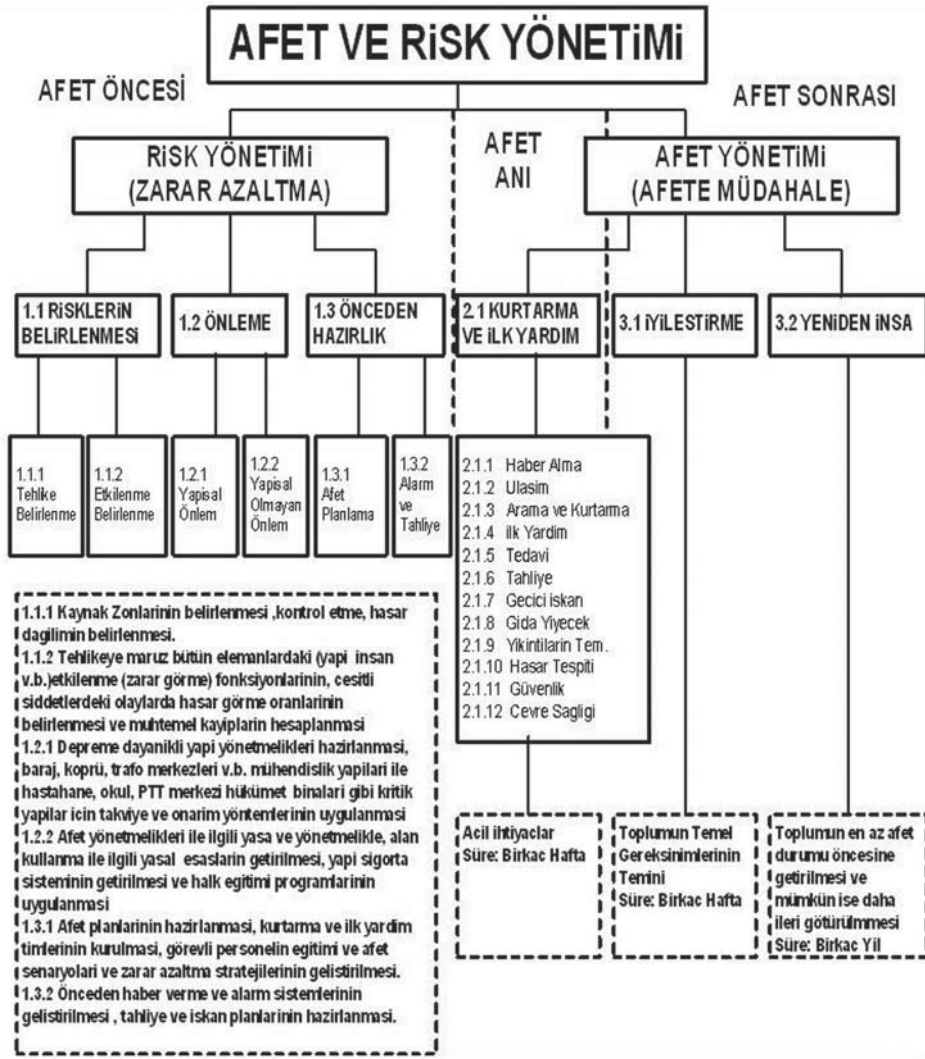 AFET VE RiSK YÖNETiMi
AFET ÖNCESİ
AFET SONRASI
RiSK YÖNETİMİ
(ZARAR AZALTMA)
AFET
ANI
AFET YÖNETİMİ
(AFETE MÜDAHALE)
1.1 RiSKLERiN
BELiRLENMESİ
1.2 ÖNLEME
1.3 ÖNCEDEN
HAZIRLIK
2.1 KURTARMA
VE iLK YARDIM
3.1 iYiLESTİRME
3.2 YENiDEN iNSA
1.1.1
Tehlike
Belirlenme
1.1.2
Etkilenme
Belirlenme
1.2.1
Yapisal
Önlem
1.2.2
Yapisal
Olmayan
Önlem
1.3.1
Afet
Planlama
1.3.2
Alarm
ve
Tahliye
2.1.1 Haber Alma
2.1.2 Ulasim
2.1.3 Arama ve Kurtarma
2.1.4 ilk Yardim
2.1.5 Tedavi
2.1.6 Tahliye
2.1.7 Gecici iskan
2.1.8 Gida Yiyecek
2.1.9 Yikintilarin Tem.
2.1.10 Hasar Tespiti
2.1.11 Güvenlik
2.1.12 Cevre Sagligi
1.1.1 Kaynak Zonlarinin belirlenmesi ,kontrol etme, hasar
dagilimin belirlenmesi.
1.1.2 Tehlikeye maruz bütün elemanlardaki (yapi insan
v.b.)etkilenme (zarar görme) fonksiyonlarinin, cesitli
siddetlerdeki olaylarda hasar görme oranlarinin
belirlenmesi ve muhtemel kayiplarin hesaplanmasi
1.2.1 Depreme dayanikli yapi yönetmelikleri hazirlanmasi,
baraj, koprü, trafo merkezleri v.b. mühendislik yapilari ile
hastahane, okul, PTT merkezi hükümet binalari gibi kritik
yapilar icin takviye ve onarim yöntemlerinin uygulanmasi
1.2.2 Afet yönetmelikleri ile ilgili yasa ve yönetmelikle, alan
kullanma ile ilgili yasal esaslarin getirilmesi, yapi sigorta
sisteminin getirilmesi ve halk egitimi programlarinin
uygulanmasi
1.3.1 Afet planlarinin hazirlanmasi, kurtarma ve ilk yardim
timlerinin kurulmasi, görevli personelin egitimi ve afet
senaryolari ve zarar azaltma stratejilerinin gelistirilmesi.
1.3.2 Önceden haber verme ve alarm sistemlerinin
gelistirilmesi , tahliye ve iskan planlarinin hazirlanmasi.
Acil ihtiyaclar
Süre: Birkac Hafta
Toplumun Temel
Gereksinimlerinin
Temini
Süre: Birkac Hafta
Toplumun en az afet
durumu öncesine
getirilmesi ve
mümkün ise daha
ileri götürülmmesi
Süre: Birkac Yil